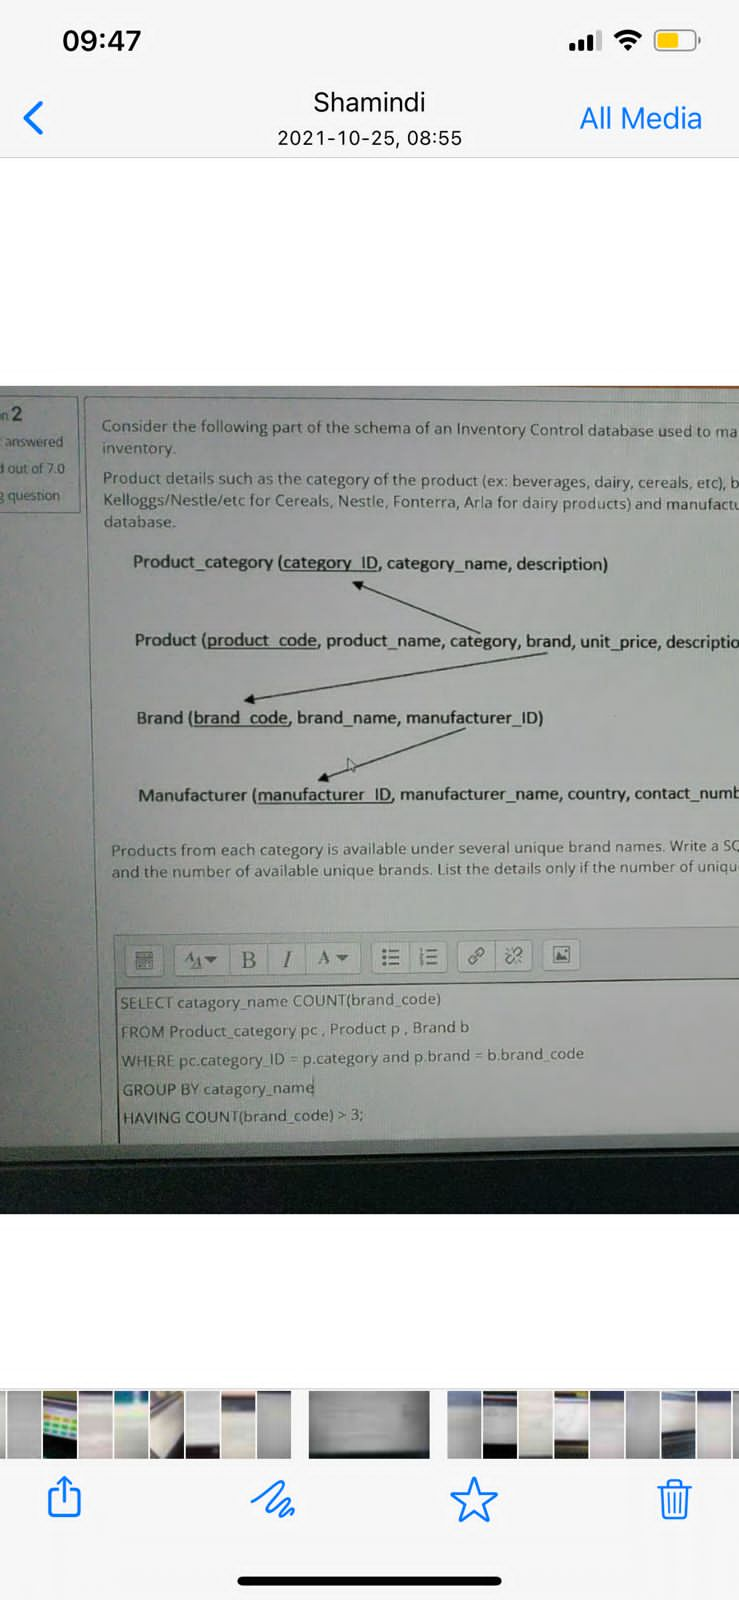 09:47
Shamindi
2021-10-25, 08:55
All Media
2
answered
out of 7.0
question
Consider the following part of the schema of an Inventory Control database used to ma
inventory.
Product details such as the category of the product (ex: beverages, dairy, cereals, etc), b
Kelloggs/Nestle/etc for Cereals, Nestle, Fonterra, Arla for dairy products) and manufactu
database.
Product_category (category_ID, category_name, description)
Product (product_code, product_name, category, brand, unit_price, descriptio
Brand (brand_code, brand_name, manufacturer_ID)
Manufacturer (manufacturer_ID, manufacturer_name, country, contact_numb
Products from each category is available under several unique brand names. Write a SQ
and the number of available unique brands. List the details only if the number of uniqu
B I A
SELECT catagory_name COUNT(brand_code)
FROM Product_category pc , Product p , Brand b
WHERE pc.category_ID = p.category and p.brand = b.brand_code
GROUP BY catagory_name
HAVING COUNT(brand_code) > 3;